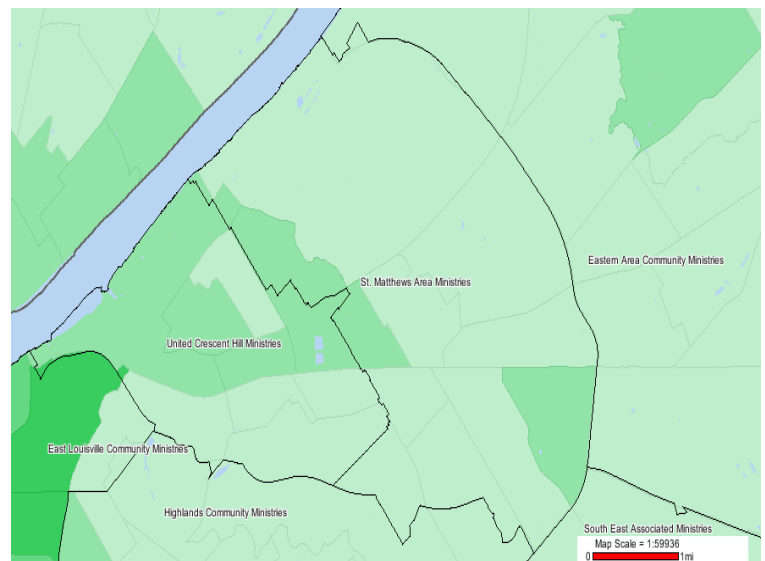 Eastern Area Community Ministries
St. Matthews Area Ministries
United Crescent Hill Ministries
East Louisville Community Ministries
Highlands Community Ministries
South East Associated Ministries
Map Scale = 1:59936
0 1mi